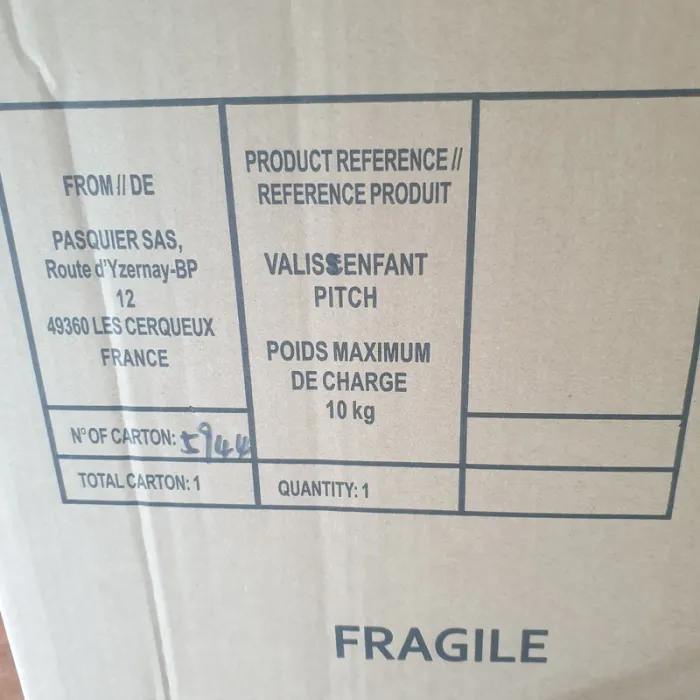 FROM // DE
PASQUIER SAS,
Route d'Yzernay-BP
12
49360 LES CERQUEUX
FRANCE
N° OF CARTON: 5944
TOTAL CARTON: 1
PRODUCT REFERENCE //
REFERENCE PRODUIT
VALISSENFANT
PITCH
POIDS MAXIMUM
DE CHARGE
10 kg
QUANTITY: 1
FRAGILE